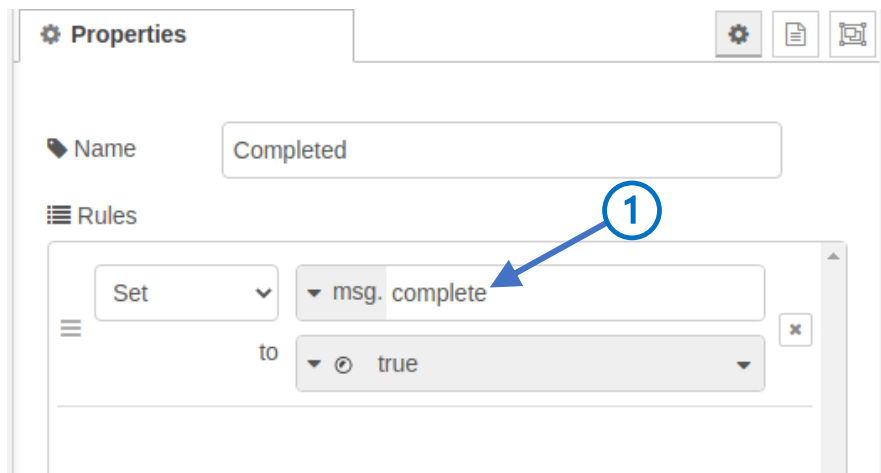 Properties
Name
Completed
Rules
1
Set
msg. complete
to
true